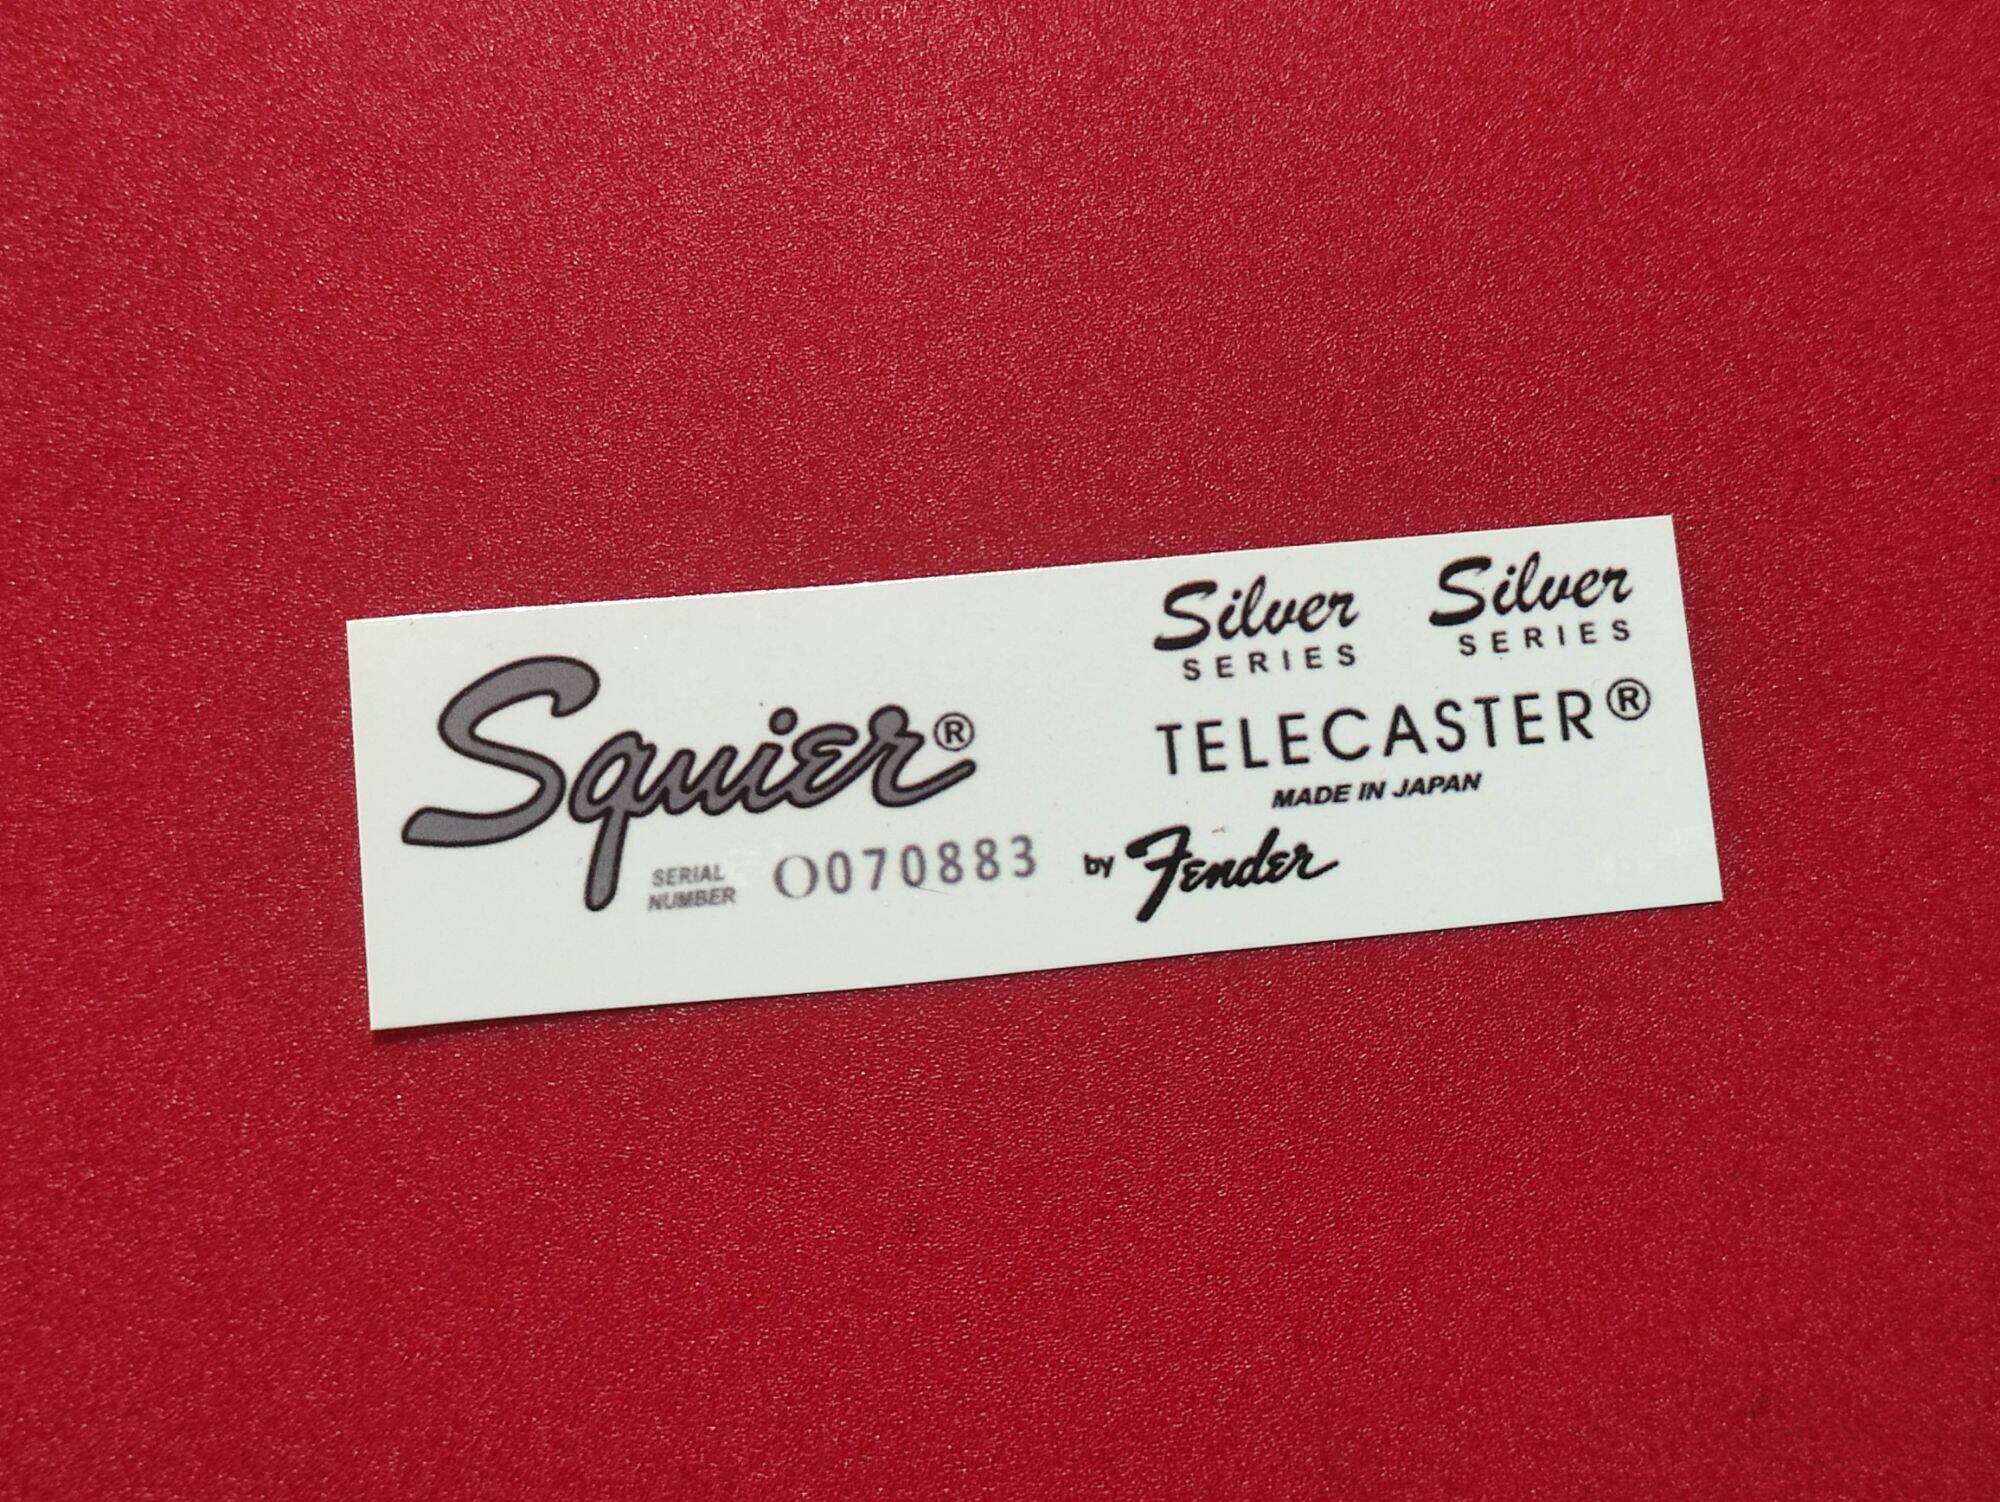 Squier®
SERIAL
NUMBER
O070883
by Fender
Silver
SERIES
Silver
SERIES
TELECASTER®
MADE IN JAPAN